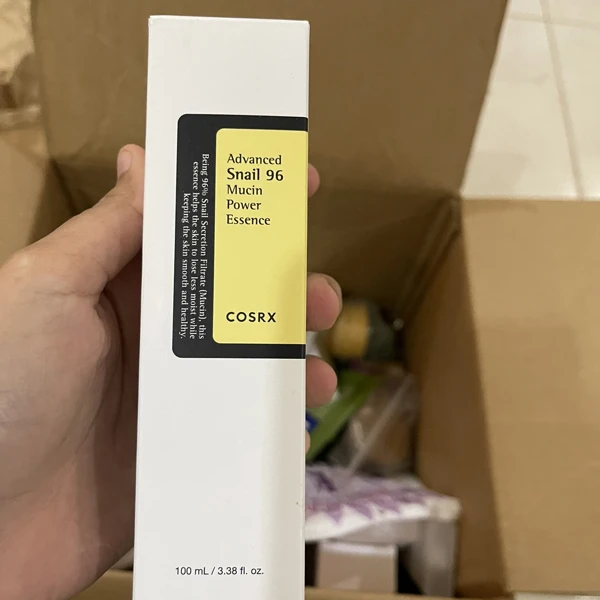 Advanced
Snail 96
Mucin
Power
Essence
COSRX
Being 96% Snail Secretion Filtrate (Mucin), this
essence helps the skin to lose less moist while
keeping the skin smooth and healthy.
100 mL / 3.38 fl. oz.